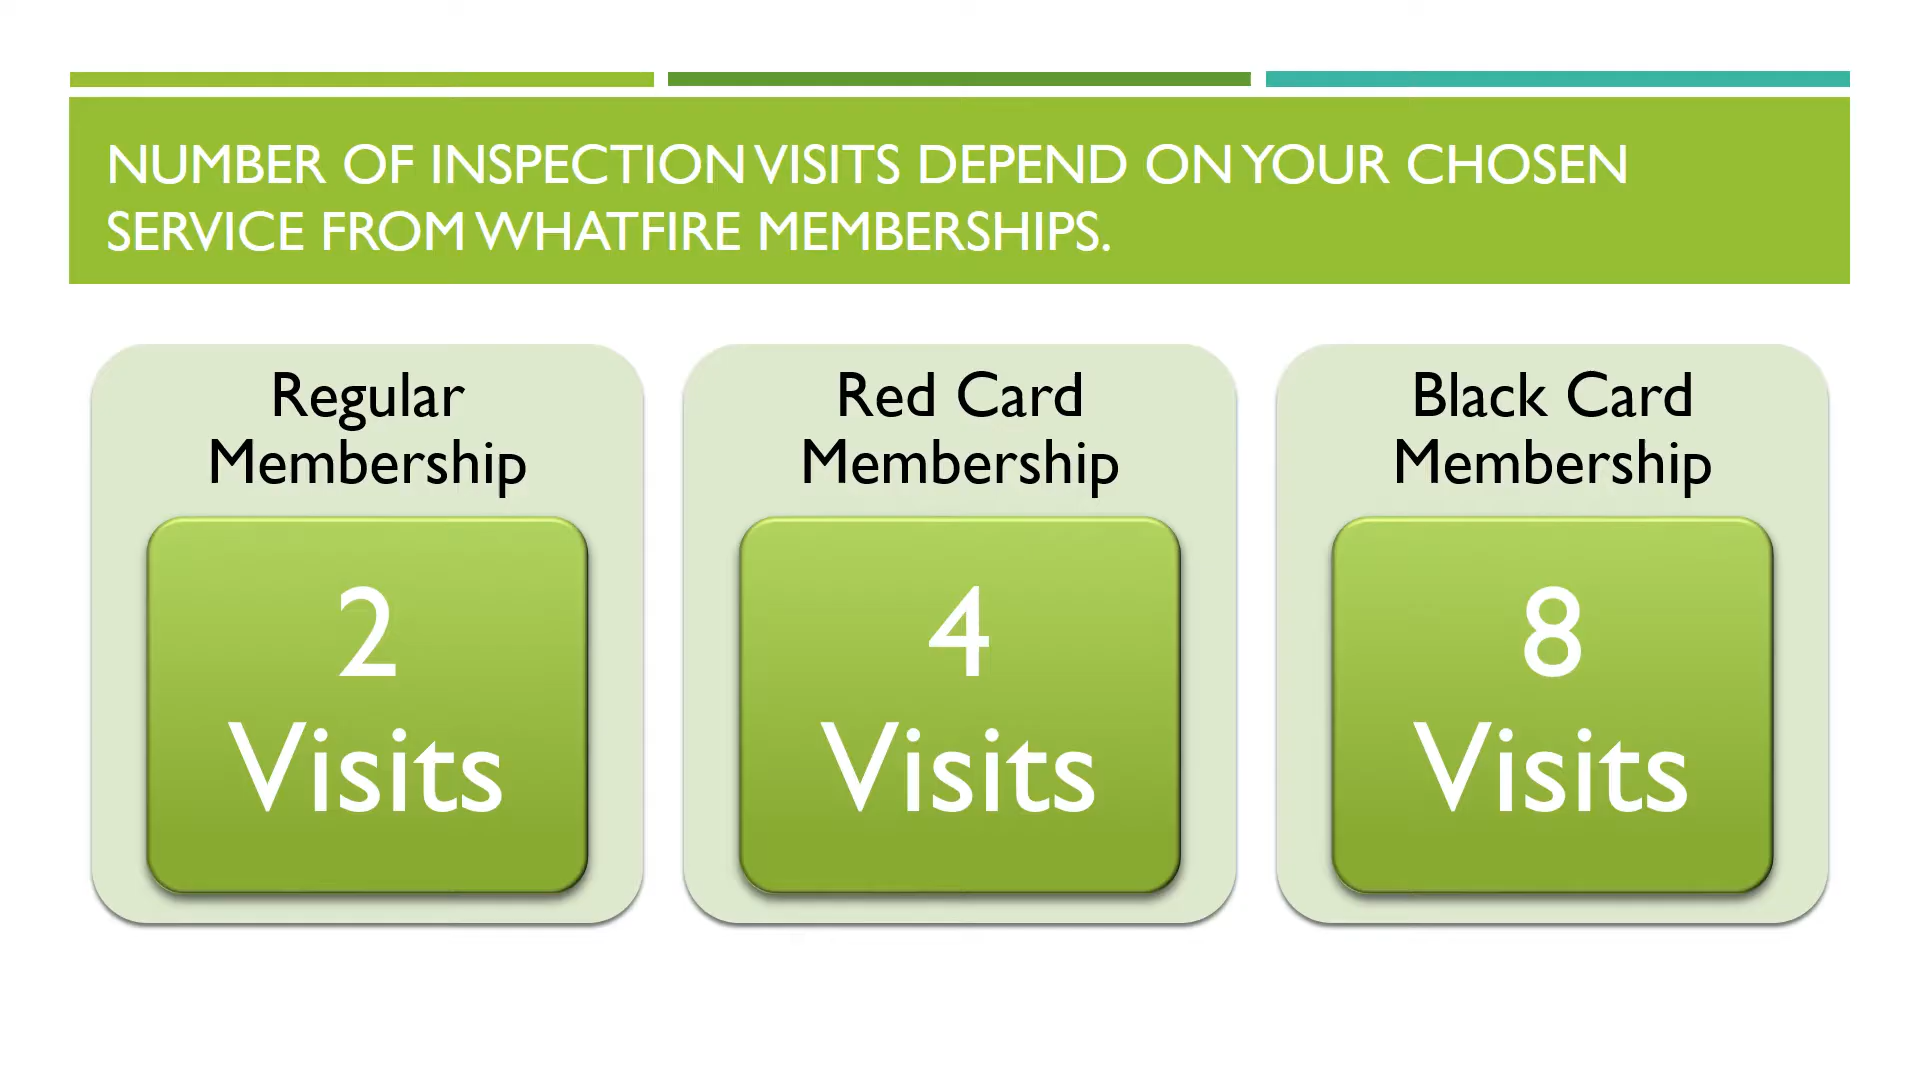 NUMBER OF INSPECTION VISITS DEPEND ON YOUR CHOSEN
SERVICE FROM WHATFIRE MEMBERSHIPS.
Regular
Membership
2
Visits
Red Card
Membership
4
Visits
Black Card
Membership
8
Visits